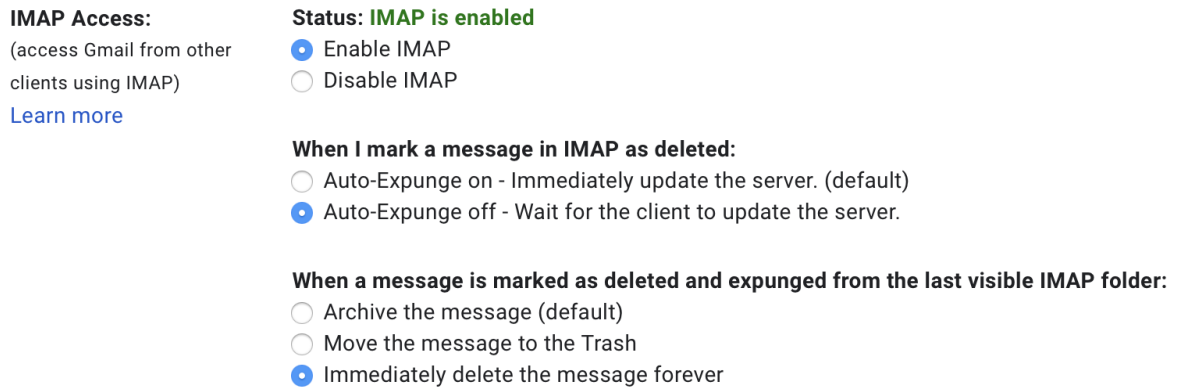 IMAP Access:
(access Gmail from other
clients using IMAP)
Learn more
Status: IMAP is enabled
Enable IMAP
Disable IMAP
When I mark a message in IMAP as deleted:
Auto-Expunge on - Immediately update the server. (default)
Auto-Expunge off - Wait for the client to update the server.
When a message is marked as deleted and expunged from the last visible IMAP folder:
Archive the message (default)
Move the message to the Trash
Immediately delete the message forever